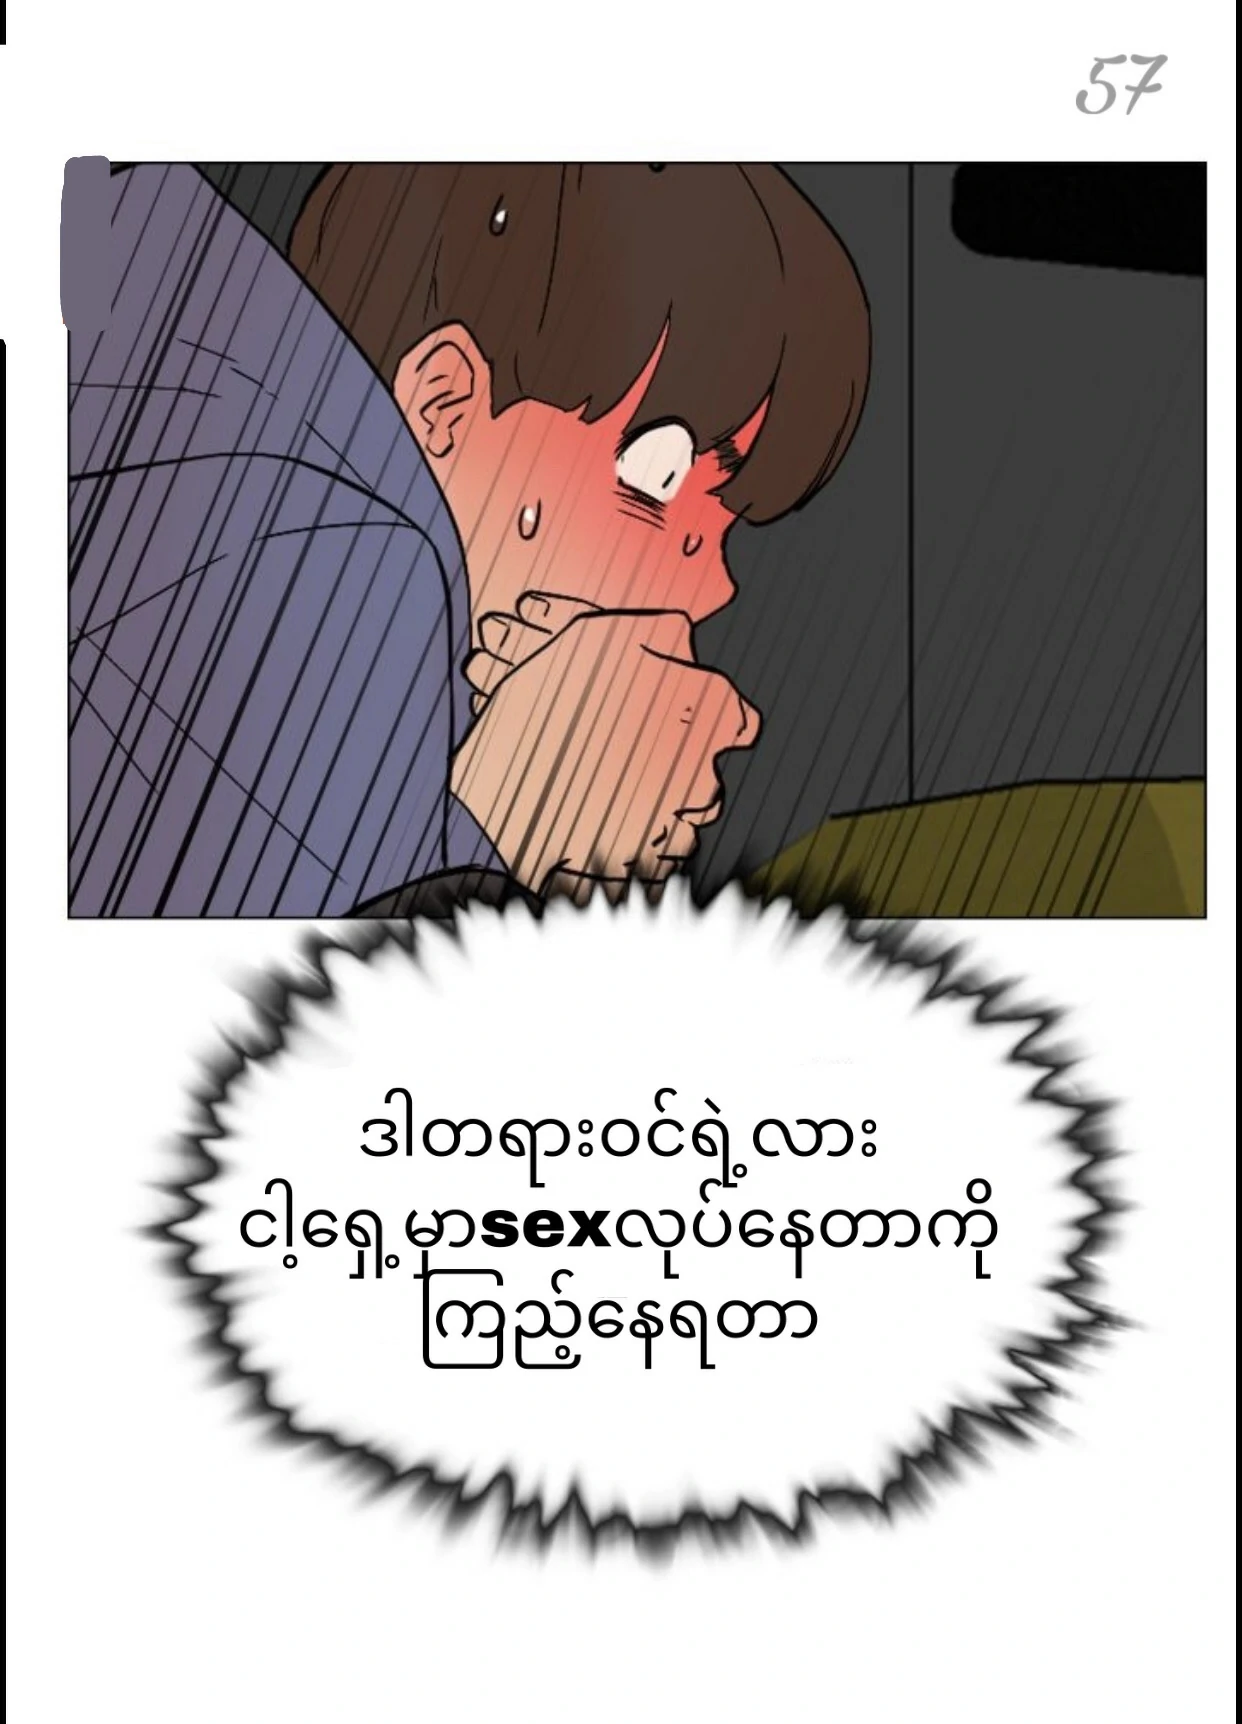 57
ဒါတရားဝင်ရဲ့လား
ငါ့ရှေ့မှာsexလုပ်နေတာကို
ကြည့်နေရတာ